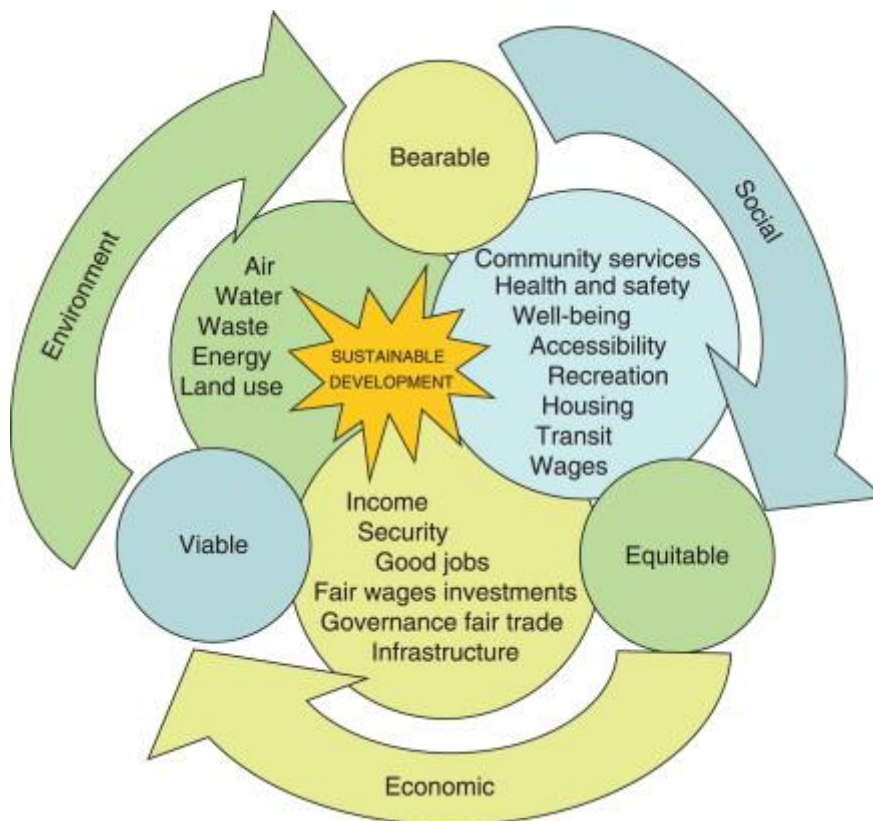 Bearable
Social
Environment
Air
Water
Waste
Energy
Land use
SUSTAINABLE
DEVELOPMENT
Community services
Health and safety
Well-being
Accessibility
Recreation
Housing
Transit
Wages
Viable
Income
Security
Good jobs
Fair wages investments
Governance fair trade
Infrastructure
Equitable
Economic